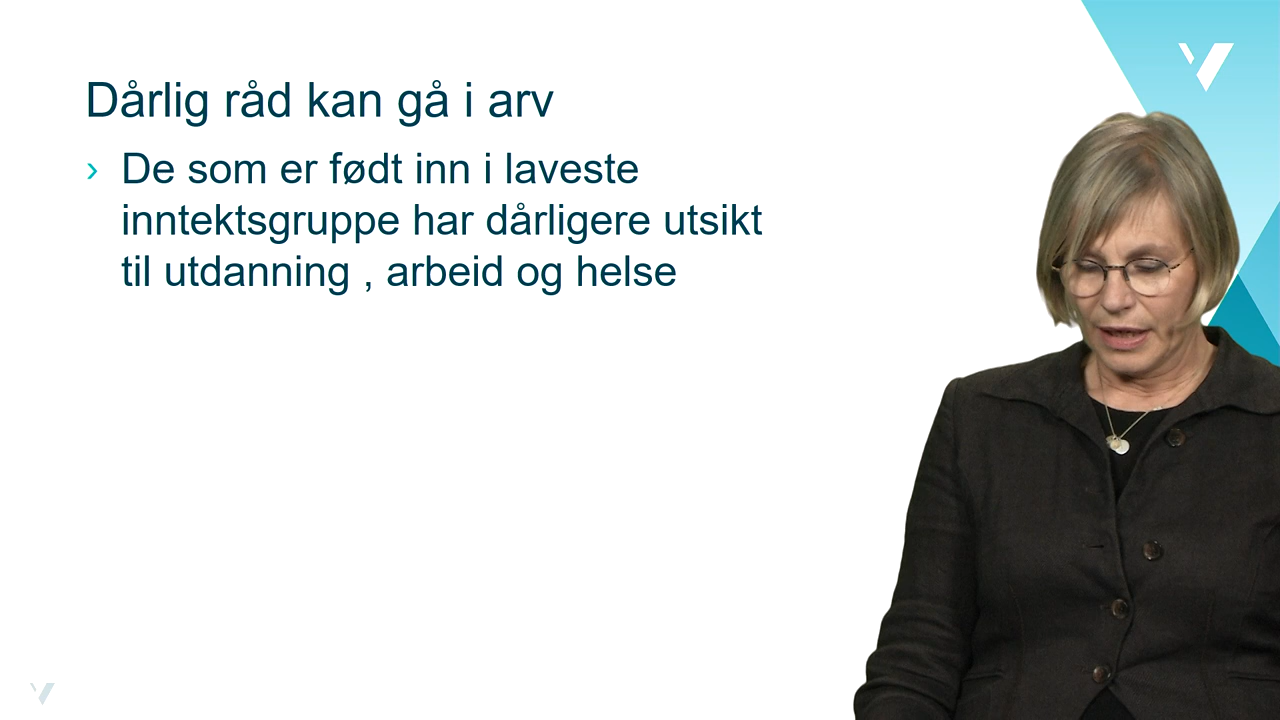 Dårlig råd kan gå i arv
› De som er født inn i laveste
inntektsgruppe har dårligere utsikt
til utdanning , arbeid og helse